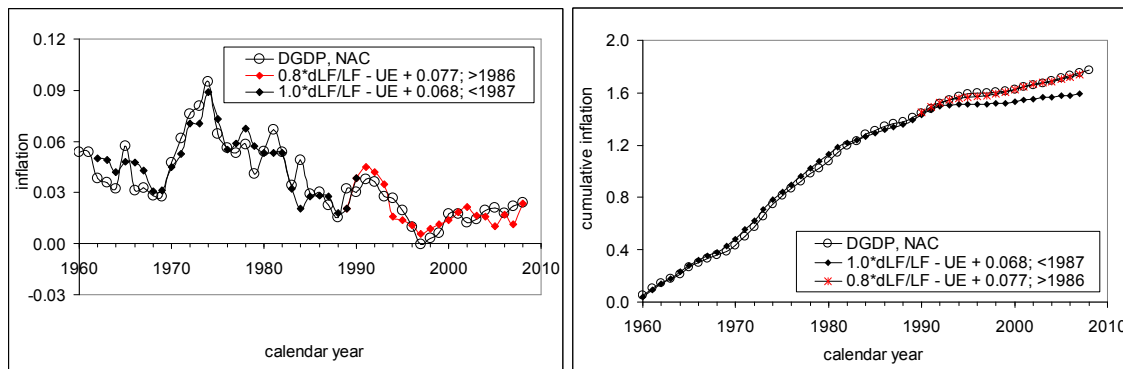 0.12
0.09
0.06
0.03
0.00
-0.03
1960 1970 1980 1990 2000 2010
inflation
calendar year
DGDP, NAC
0.8*dLF/LF - UE + 0.077; >1986
1.0*dLF/LF - UE + 0.068; <1987
2.0
1.6
1.2
0.8
0.4
0.0
1960 1970 1980 1990 2000 2010
cumulative inflation
calendar year
DGDP, NAC
1.0*dLF/LF - UE + 0.068; <1987
0.8*dLF/LF - UE + 0.077; >1986